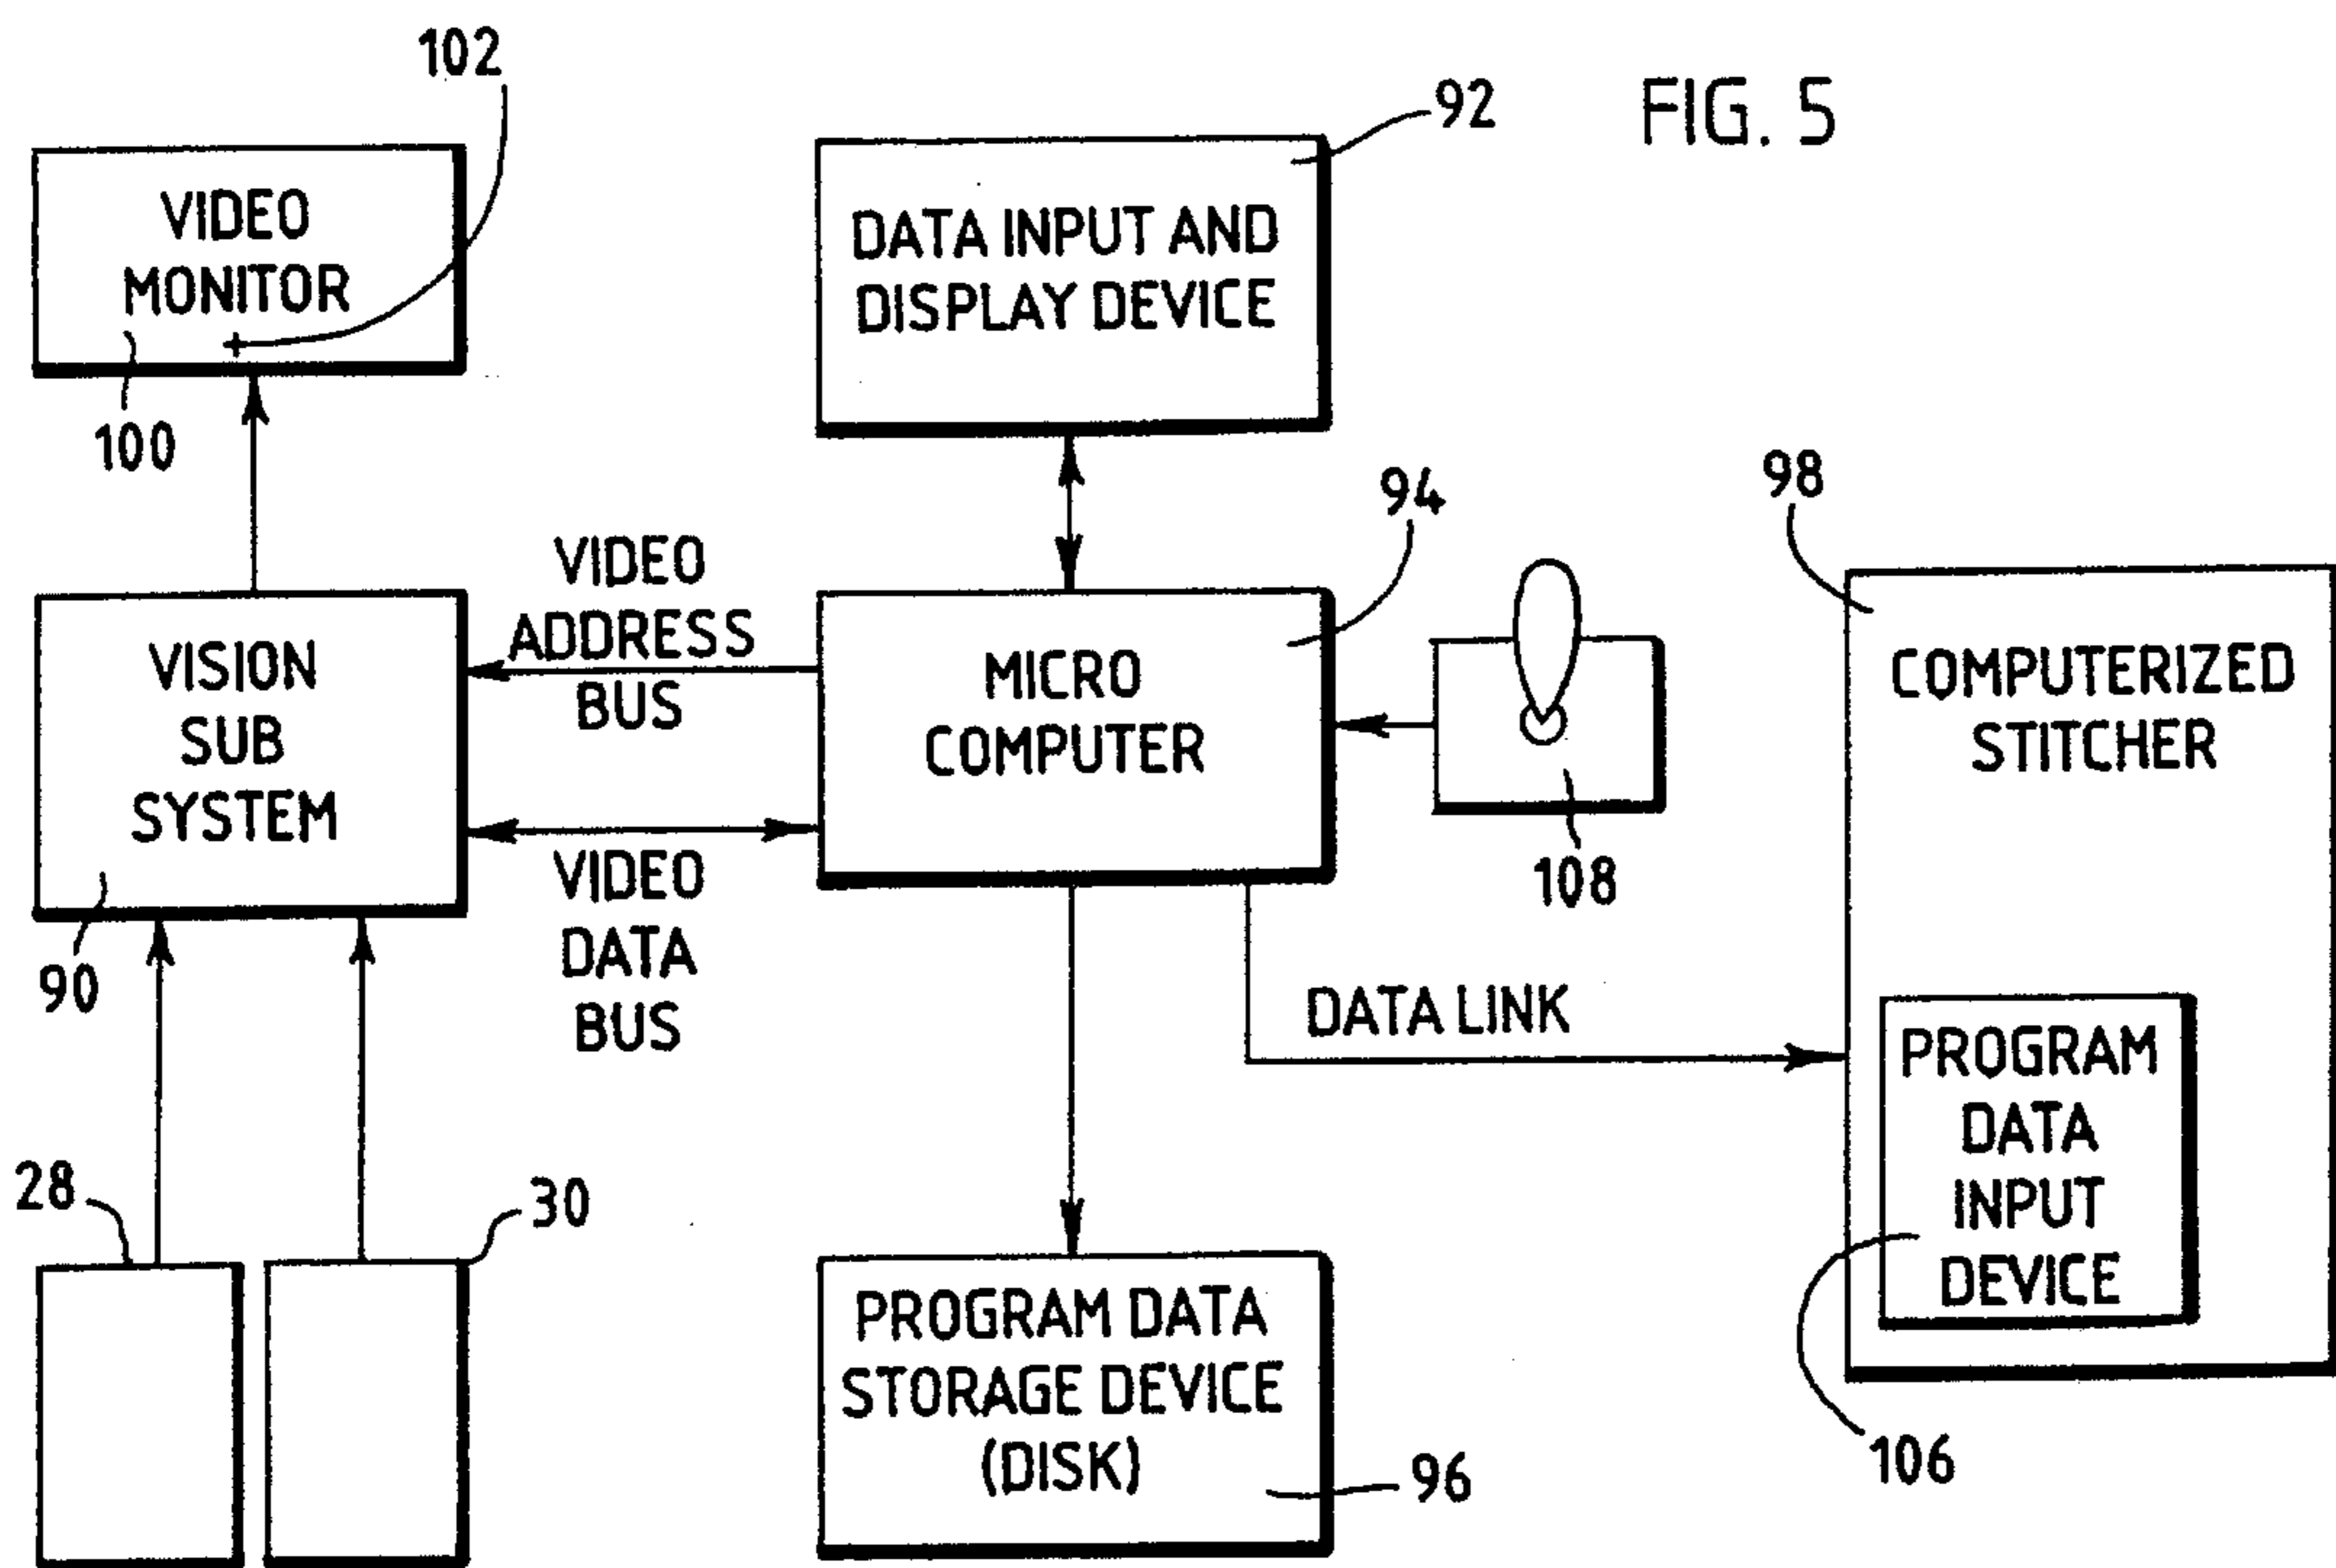 FIG. 5
102
VIDEO
MONITOR
100
92
DATA INPUT AND
DISPLAY DEVICE
94
98
VISION
SUB
SYSTEM
90
VIDEO
ADDRESS
BUS
VIDEO
DATA
BUS
MICRO
COMPUTER
108
COMPUTERIZED
STITCHER
DATA LINK
PROGRAM
DATA
INPUT
DEVICE
106
28
30
PROGRAM DATA
STORAGE DEVICE
(DISK)
96